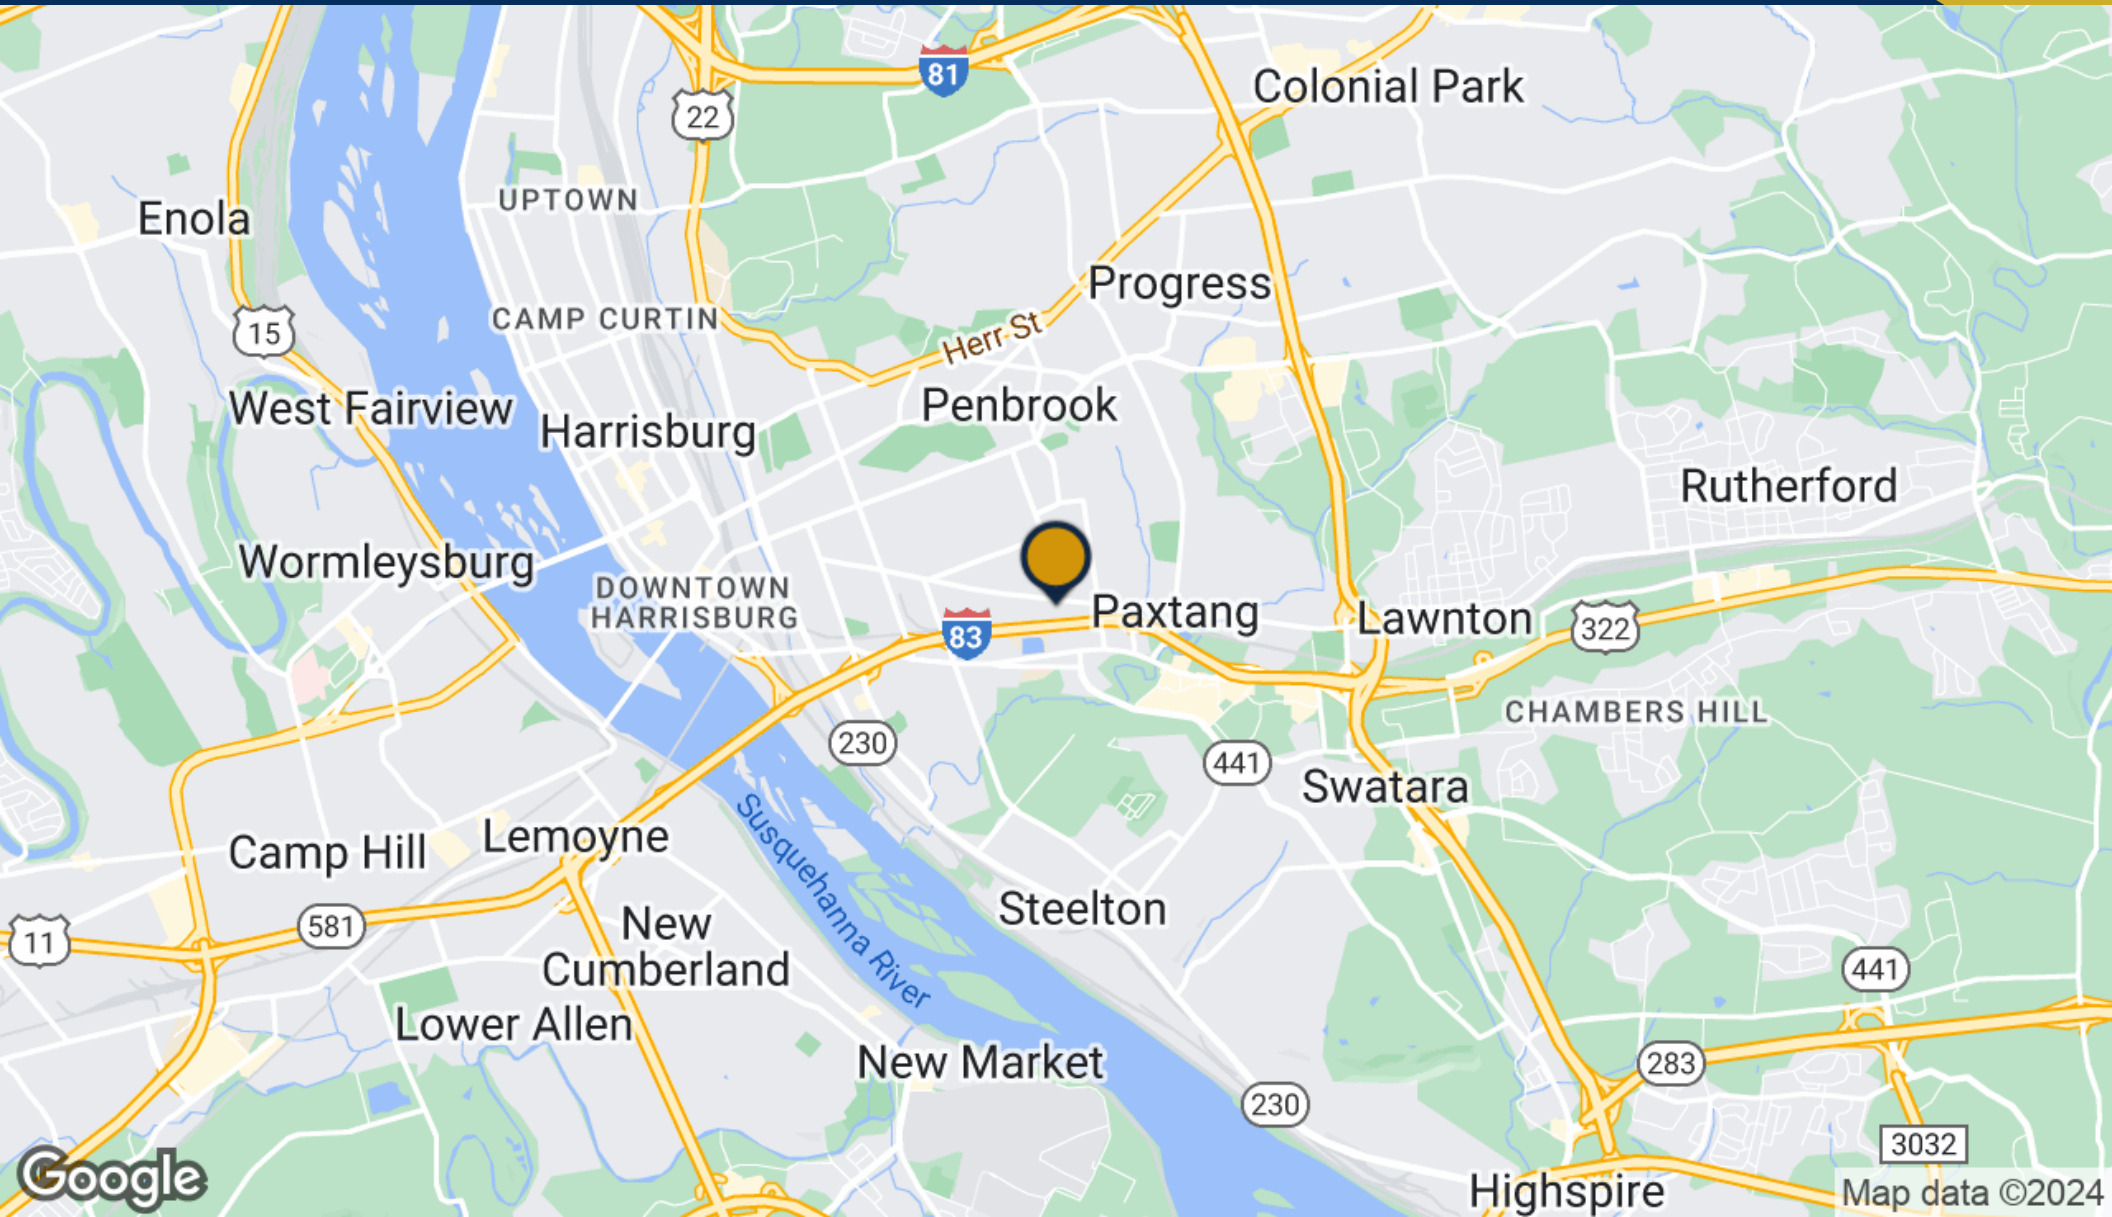 81
Colonial Park
22
UPTOWN
Enola
Progress
CAMP CURTIN
15
Herr St
West Fairview
Harrisburg
Penbrook
Rutherford
Wormleysburg
DOWNTOWN
HARRISBURG
83
Paxtang
Lawnton
322
CHAMBERS HILL
230
441
Swatara
Susquehanna River
Camp Hill
Lemoyne
Steelton
581
11
New
Cumberland
441
Lower Allen
New Market
283
230
3032
Google
Highspire
Map data ©2024